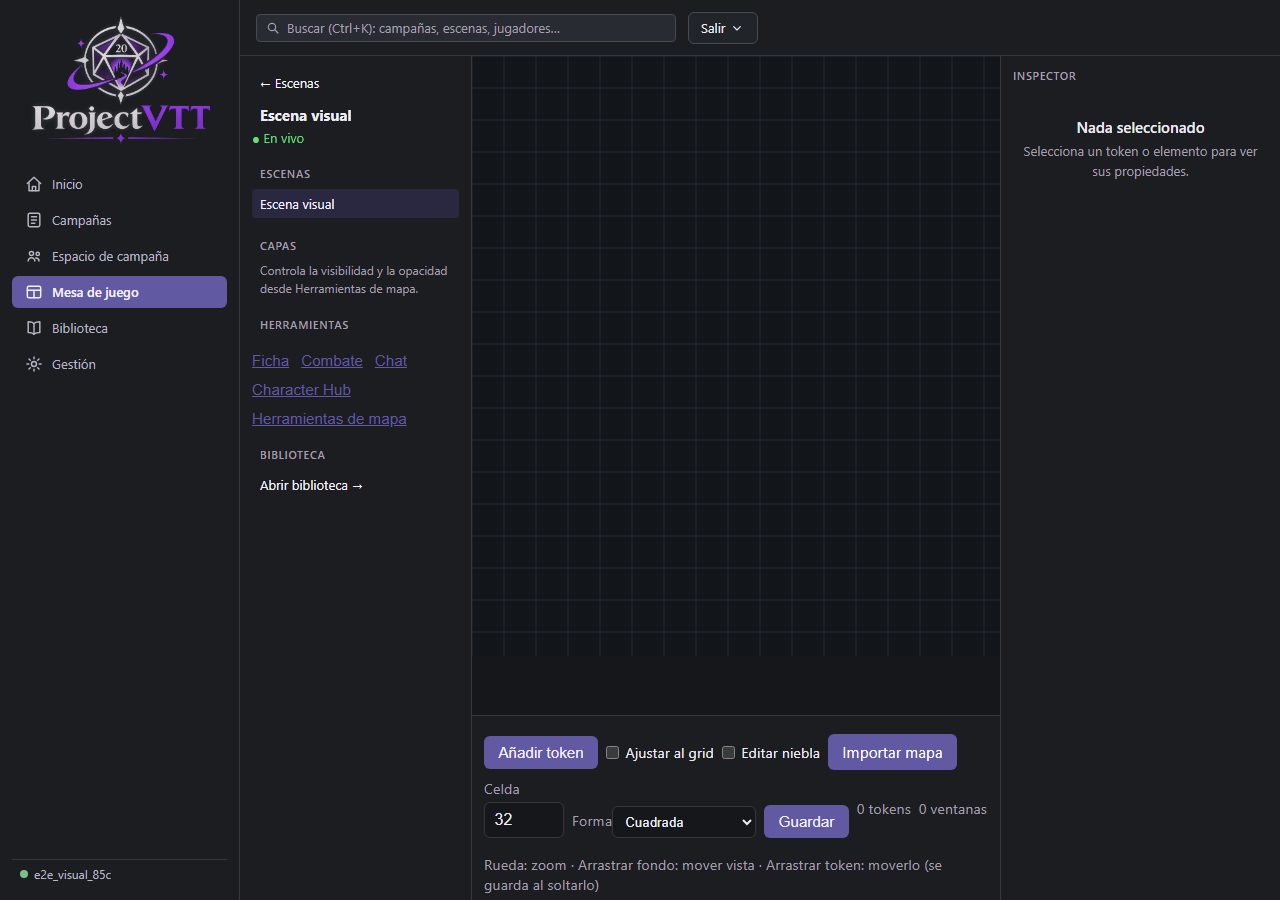 20
ProjectVTT
Inicio
Campañas
Espacio de campaña
Mesa de juego
Biblioteca
Gestión
e2e_visual_85c
Buscar (Ctrl+K): campañas, escenas, jugadores...
Salir
← Escenas
Escena visual
En vivo
ESCENAS
Escena visual
CAPAS
Controla la visibilidad y la opacidad
desde Herramientas de mapa.
HERRAMIENTAS
Ficha Combate Chat
Character Hub
Herramientas de mapa
BIBLIOTECA
Abrir biblioteca →
Añadir token Ajustar al grid Editar niebla Importar mapa
Celda
32 Forma Cuadrada Guardar 0 tokens 0 ventanas
Rueda: zoom · Arrastrar fondo: mover vista · Arrastrar token: moverlo (se
guarda al soltarlo)
INSPECTOR
Nada seleccionado
Selecciona un token o elemento para ver
sus propiedades.